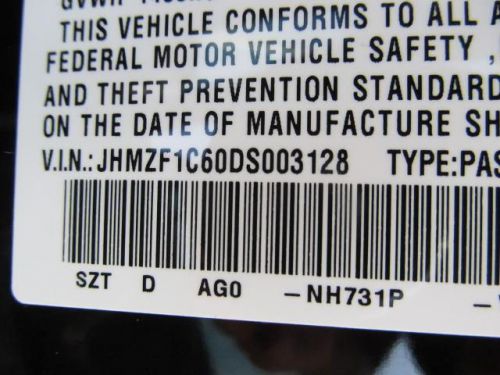 THIS VEHICLE CONFORMS TO ALL
FEDERAL MOTOR VEHICLE SAFETY ,
AND THEFT PREVENTION STANDARD
ON THE DATE OF MANUFACTURE SH
V.I.N.:JHMZF1C60DS003128 TYPE:PAS
SZT D AG0 –NH731P –